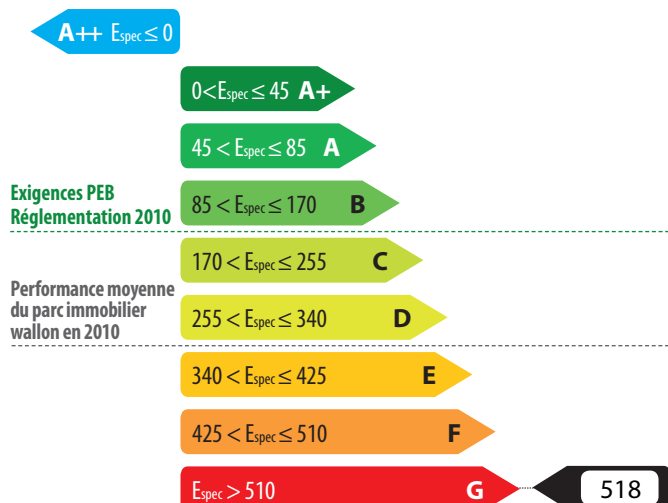 A++ Espec ≤ 0
0<Espec ≤ 45 A+
45 < Espec ≤ 85 A
Exigences PEB
Réglementation 2010
85 < Espec ≤ 170 B
170 < Espec ≤ 255 C
Performance moyenne
du parc immobilier
wallon en 2010
255 < Espec ≤ 340 D
340 < Espec ≤ 425 E
425 < Espec ≤ 510 F
Espec > 510 G 518